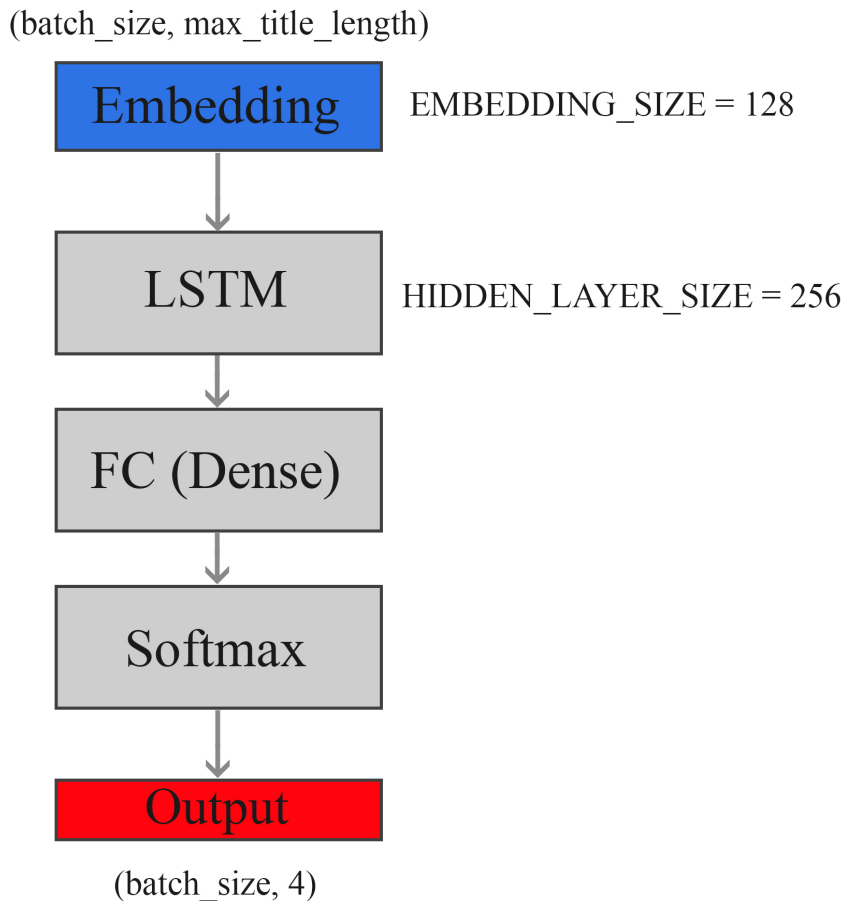 (batch_size, max_title_length)
Embedding
EMBEDDING_SIZE = 128
LSTM
HIDDEN_LAYER_SIZE = 256
FC (Dense)
Softmax
Output
(batch_size, 4)